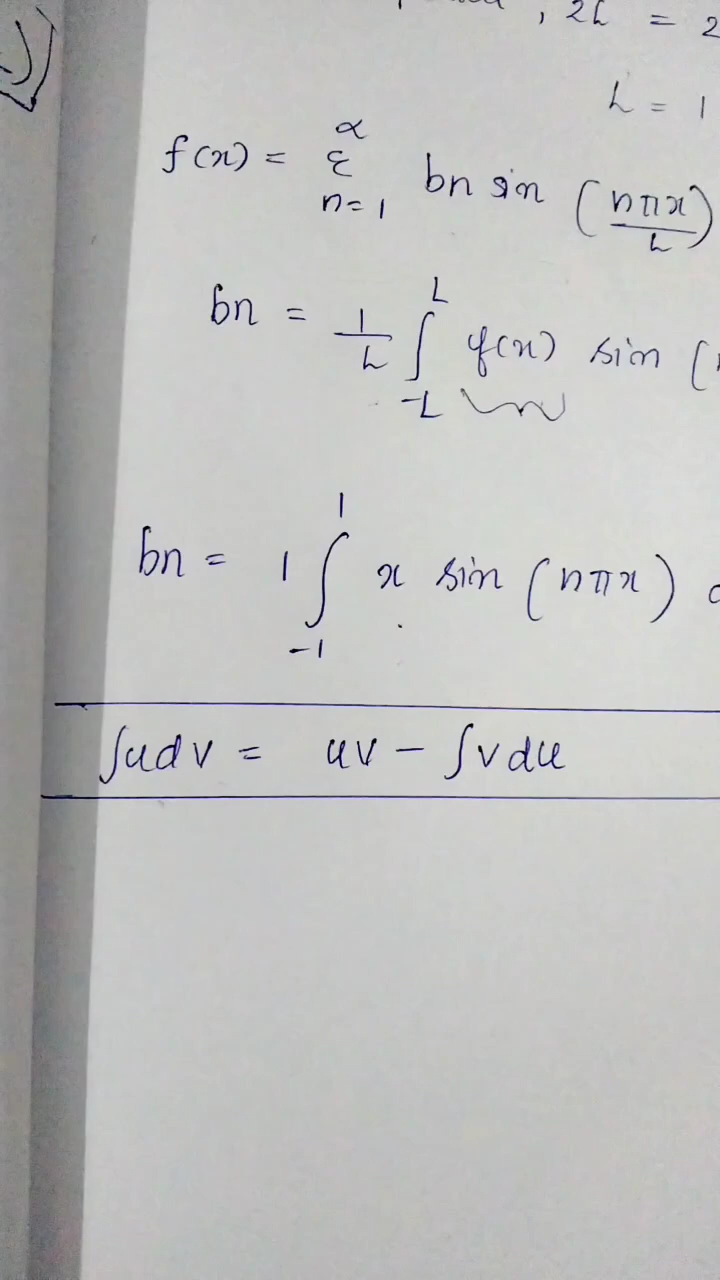 , 2L = 2
L = 1
f(x) = Σ n=1 ∝ bn sin (nπx/L)
bn = 1/L ∫ -L L f(x) sin (
bn = 1 ∫ -1 1 x sin (nπx)
∫udv = uv - ∫vdu